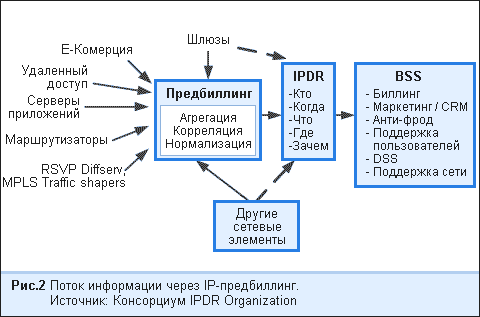 Шлюзы
Е-Комерция
Удаленный
доступ
Серверы
приложений
Маршрутизаторы
RSVP Diffserv,
MPLS Traffic shapers
Предбиллинг
Агрегация
Корреляция
Нормализация
IPDR
-Кто
-Когда
-Что
-Где
-Зачем
BSS
- Биллинг
- Маркетинг / CRM
- Анти-фрод
- Поддержка
пользователей
- DSS
- Поддержка сети
Другие
сетевые
элементы
Рис.2 Поток информации через IP-предбиллинг.
Источник: Консорциум IPDR Organization